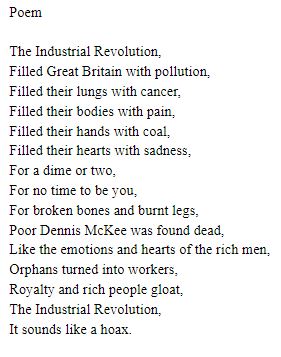 Poem
The Industrial Revolution,
Filled Great Britain with pollution,
Filled their lungs with cancer,
Filled their bodies with pain,
Filled their hands with coal,
Filled their hearts with sadness,
For a dime or two,
For no time to be you,
For broken bones and burnt legs,
Poor Dennis McKee was found dead,
Like the emotions and hearts of the rich men,
Orphans turned into workers,
Royalty and rich people gloat,
The Industrial Revolution,
It sounds like a hoax.